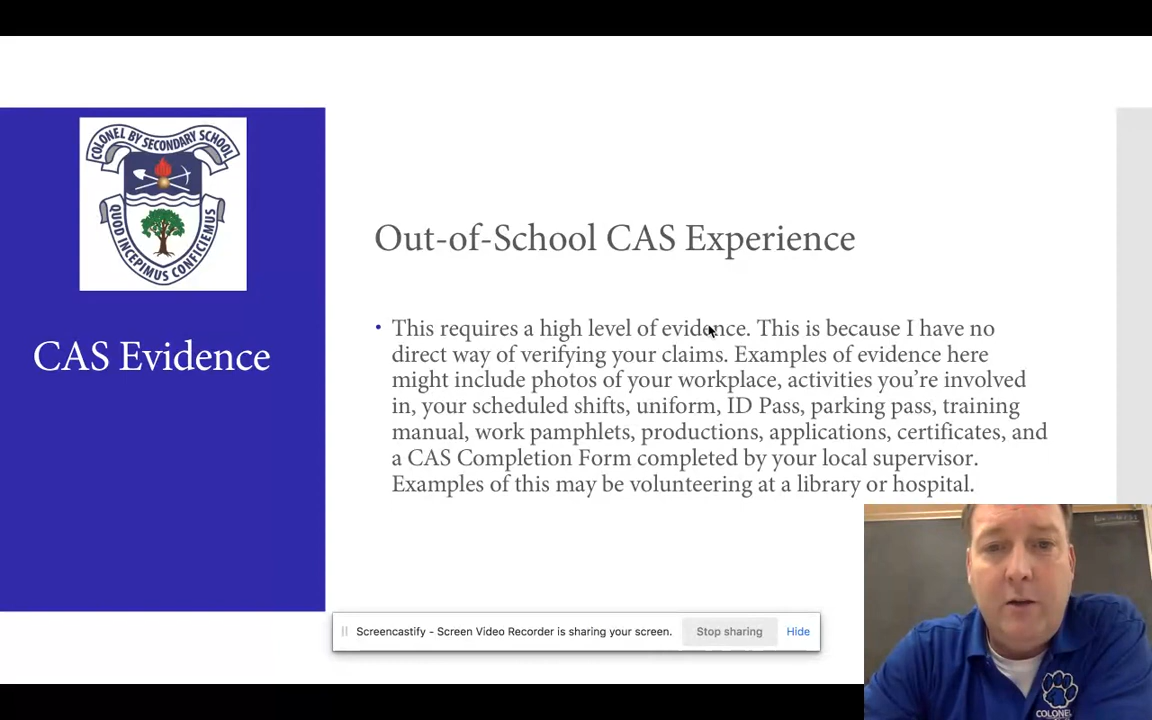 COLONEL BY SECONDARY SCHOOL
QUOD INCEPIMUS CONFICIEMUS
CAS Evidence
Out-of-School CAS Experience
• This requires a high level of evidence. This is because I have no
direct way of verifying your claims. Examples of evidence here
might include photos of your workplace, activities you’re involved
in, your scheduled shifts, uniform, ID Pass, parking pass, training
manual, work pamphlets, productions, applications, certificates, and
a CAS Completion Form completed by your local supervisor.
Examples of this may be volunteering at a library or hospital.
Screencastify - Screen Video Recorder is sharing your screen.
Stop sharing
Hide
COLONEL